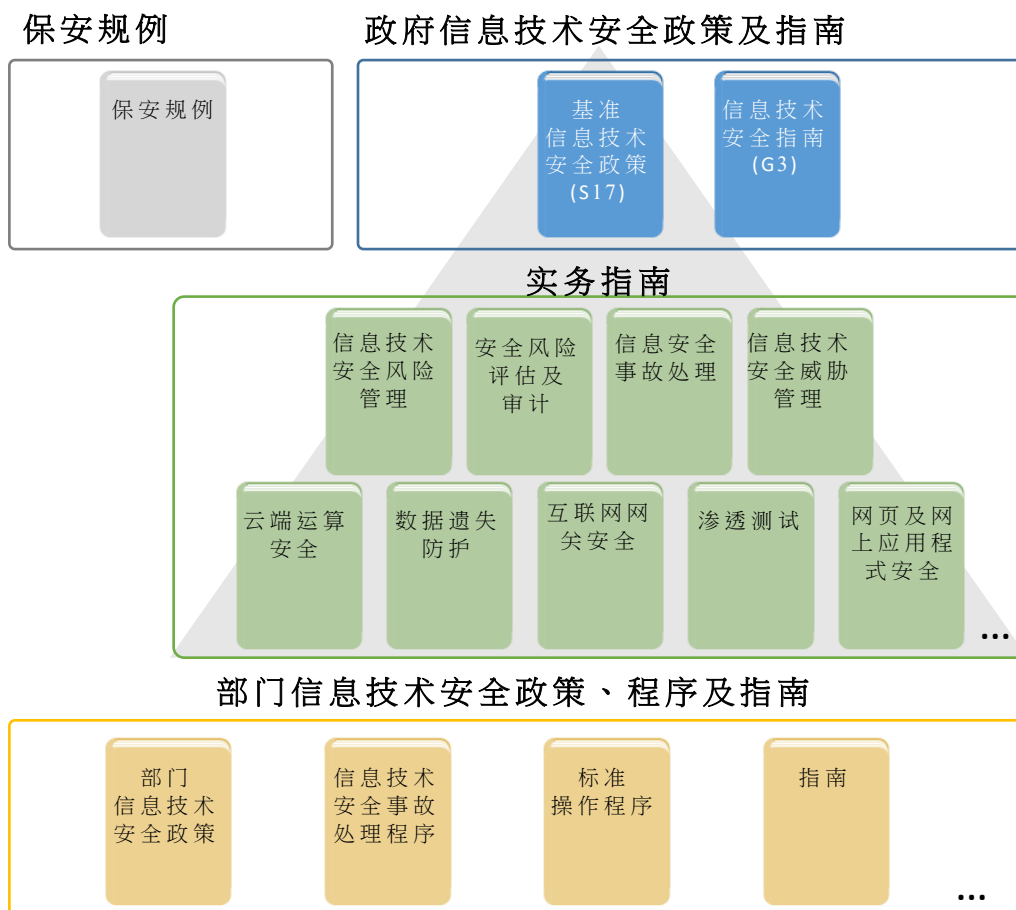 保安规例
政府信息技术安全政策及指南
保安规例
基准
信息技术
安全政策
(S17)
信息技术
安全指南
(G3)
实务指南
信息技术
安全风险
管理
安全风险
评估及
审计
信息安全
事故处理
信息技术
安全威胁
管理
云端运算
安全
数据遗失
防护
互联网网
关安全
渗透测试
网页及网
上应用程
式安全
...
部门信息技术安全政策、程序及指南
部门
信息技术
安全政策
信息技术
安全事故
处理程序
标准
操作程序
指南
...